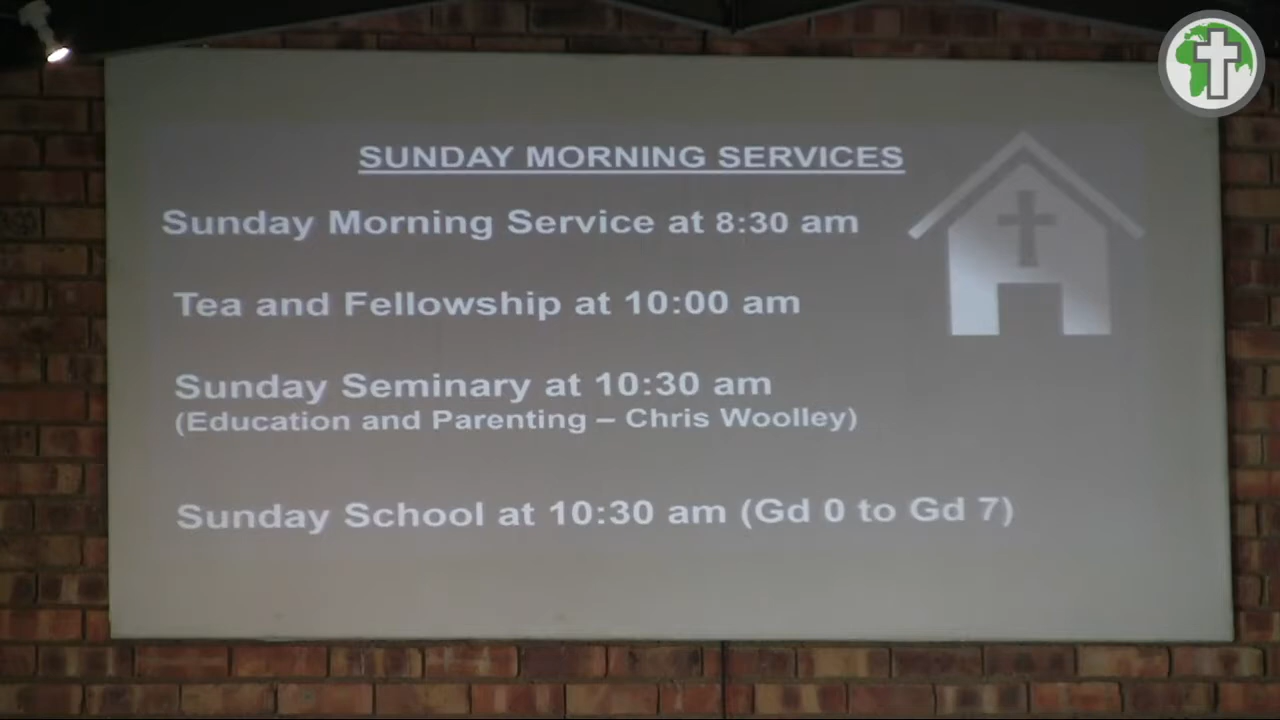 SUNDAY MORNING SERVICES
Sunday Morning Service at 8:30 am
Tea and Fellowship at 10:00 am
Sunday Seminary at 10:30 am
(Education and Parenting – Chris Woolley)
Sunday School at 10:30 am (Gd 0 to Gd 7)